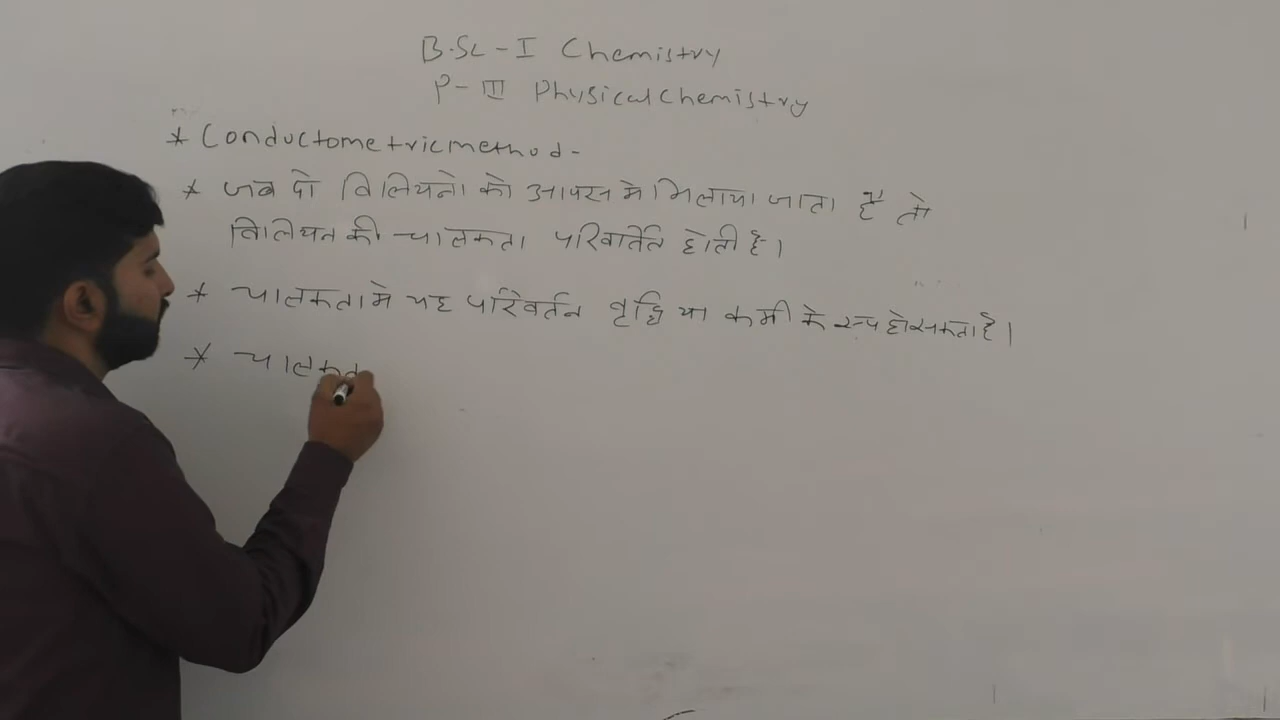 B.Sc - I Chemistry
P - III Physical Chemistry
* Conductometric method -
* जब दो विलियनो को आपस मे मिलाया जाता है तो
विलियन की चालकता परिवर्तित होती है।
* चालकता मे यह परिवर्तन वृद्धि या कमी के रूप हो सकता है।
* चालक